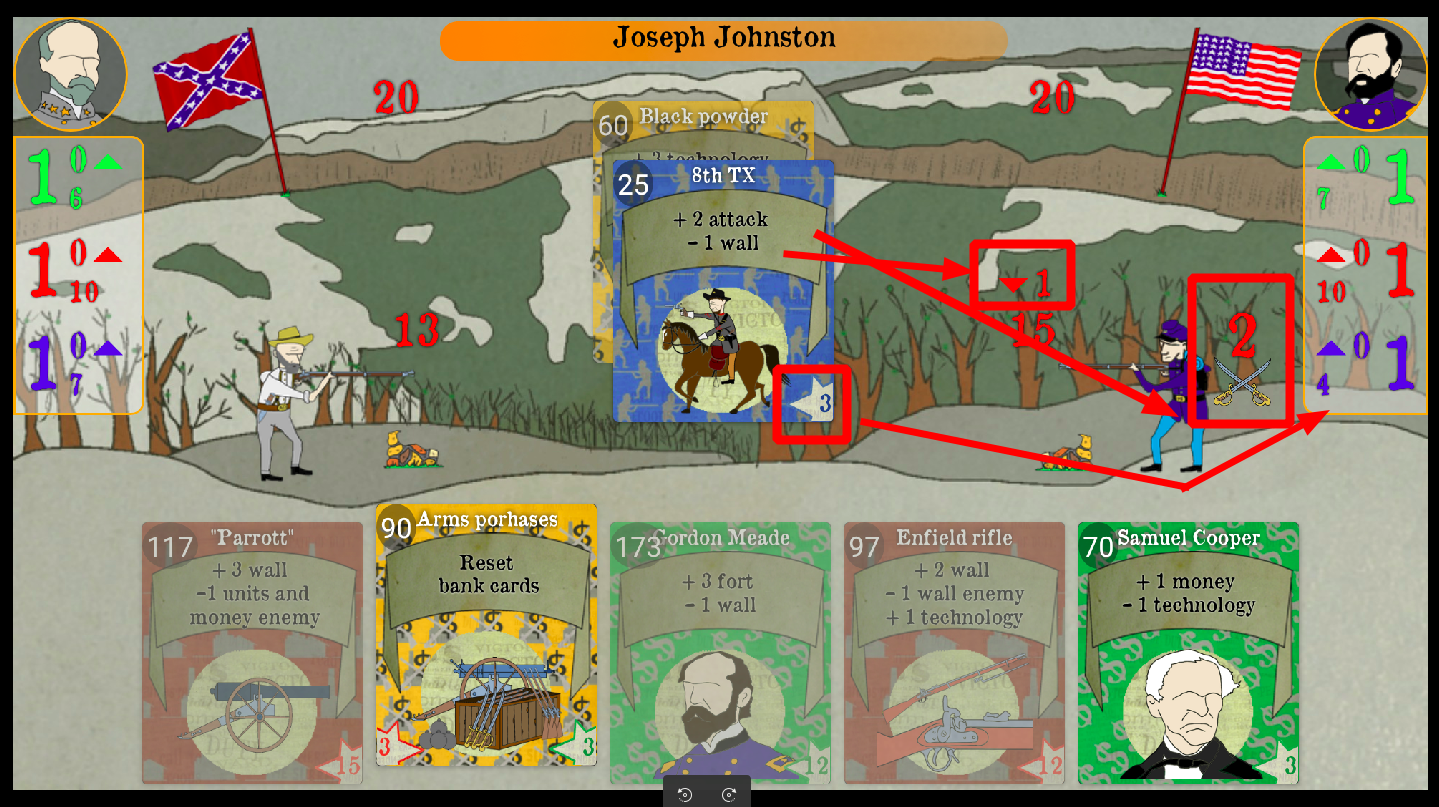 Joseph Johnston
20
20
1
0
6
1
0
10
1
0
7
0
1
7
0
1
10
0
1
4
13
1
15
2
60
Black powder
+ 3 technology
25
8th TX
+ 2 attack
- 1 wall
3
117
"Parrott"
+ 3 wall
-1 units and
money enemy
15
90
Arms porhases
Reset
bank cards
3
3
173
Gordon Meade
+ 3 fort
- 1 wall
12
97
Enfield rifle
+ 2 wall
- 1 wall enemy
+ 1 technology
12
70
Samuel Cooper
+ 1 money
- 1 technology
3